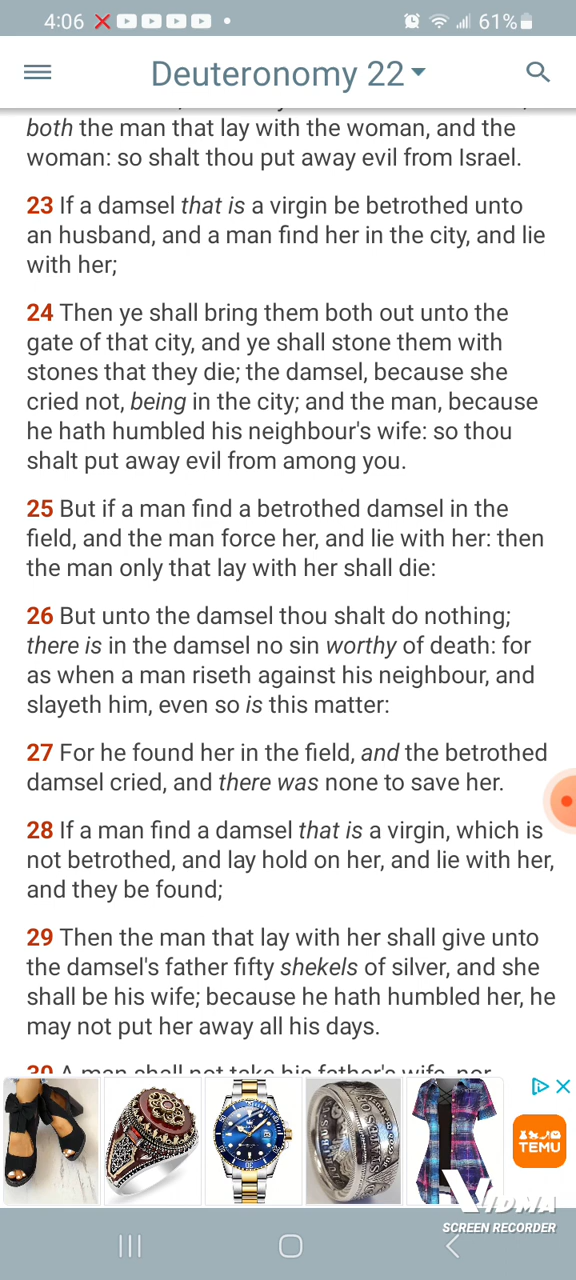 4:06
61%
Deuteronomy 22
both the man that lay with the woman, and the
woman: so shalt thou put away evil from Israel.
23 If a damsel that is a virgin be betrothed unto
an husband, and a man find her in the city, and lie
with her;
24 Then ye shall bring them both out unto the
gate of that city, and ye shall stone them with
stones that they die; the damsel, because she
cried not, being in the city; and the man, because
he hath humbled his neighbour's wife: so thou
shalt put away evil from among you.
25 But if a man find a betrothed damsel in the
field, and the man force her, and lie with her: then
the man only that lay with her shall die:
26 But unto the damsel thou shalt do nothing;
there is in the damsel no sin worthy of death: for
as when a man riseth against his neighbour, and
slayeth him, even so is this matter:
27 For he found her in the field, and the betrothed
damsel cried, and there was none to save her.
28 If a man find a damsel that is a virgin, which is
not betrothed, and lay hold on her, and lie with her,
and they be found;
29 Then the man that lay with her shall give unto
the damsel's father fifty shekels of silver, and she
shall be his wife; because he hath humbled her, he
may not put her away all his days.
30 A man shall not take his father's wife, nor
TEMU
VIDMA
SCREEN RECORDER